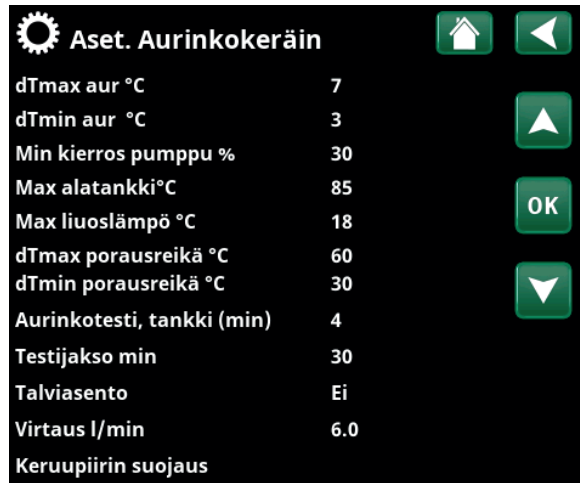 Aset. Aurinkokeräin
dTmax aur °C 7
dTmin aur °C 3
Min kierros pumppu % 30
Max alatankki°C 85
Max liuoslämpö °C 18
dTmax porausreikä °C 60
dTmin porausreikä °C 30
Aurinkotesti, tankki (min) 4
Testijakso min 30
Talviasento Ei
Virtaus l/min 6.0
Keruupiirin suojaus
OK